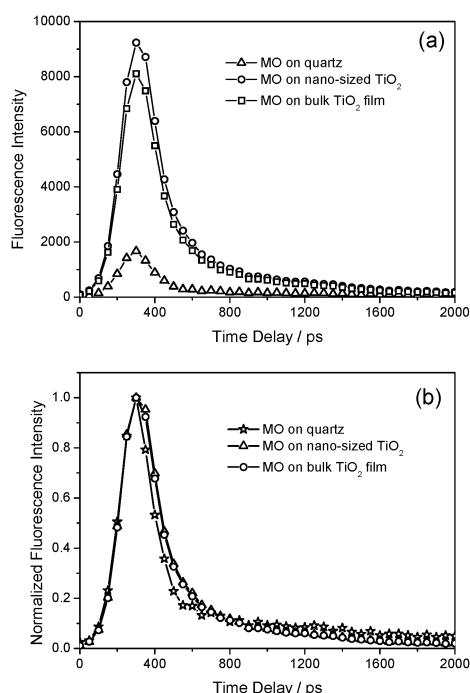 (a)
10000
8000
6000
4000
2000
0
Fluorescence Intensity
MO on quartz
MO on nano-sized TiO₂
MO on bulk TiO₂ film
0 400 800 1200 1600 2000
Time Delay / ps
(b)
1.0
0.8
0.6
0.4
0.2
0.0
Normalized Fluorescence Intensity
MO on quartz
MO on nano-sized TiO₂
MO on bulk TiO₂ film
0 400 800 1200 1600 2000
Time Delay / ps